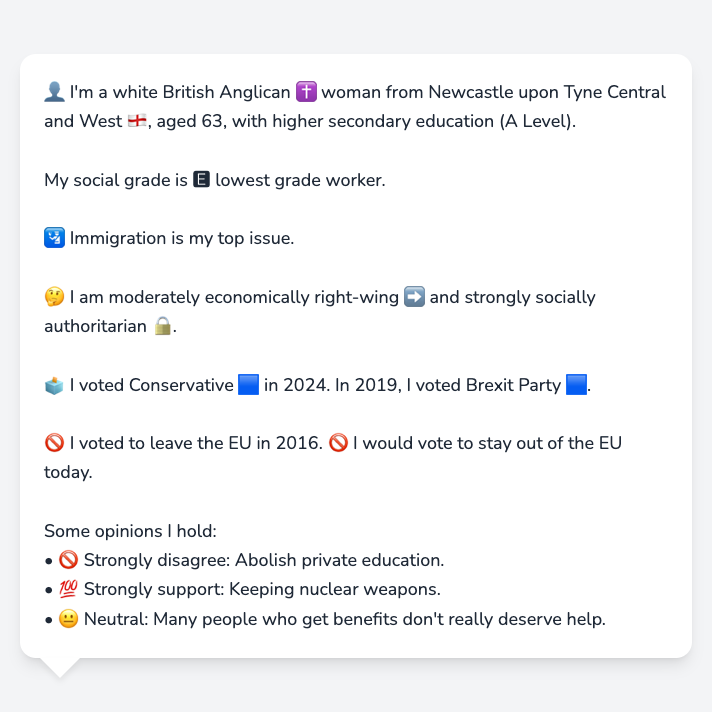 👤 I'm a white British Anglican ✝️ woman from Newcastle upon Tyne Central
and West 🏴󠁧󠁢󠁥󠁮󠁧󠁿, aged 63, with higher secondary education (A Level).
My social grade is 🅴 lowest grade worker.
🛂 Immigration is my top issue.
🤔 I am moderately economically right-wing ➡️ and strongly socially
authoritarian 🔒.
🗳️ I voted Conservative 🟦 in 2024. In 2019, I voted Brexit Party 🟦.
🚫 I voted to leave the EU in 2016. 🚫 I would vote to stay out of the EU
today.
Some opinions I hold:
• 🚫 Strongly disagree: Abolish private education.
• 💯 Strongly support: Keeping nuclear weapons.
• 😐 Neutral: Many people who get benefits don't really deserve help.